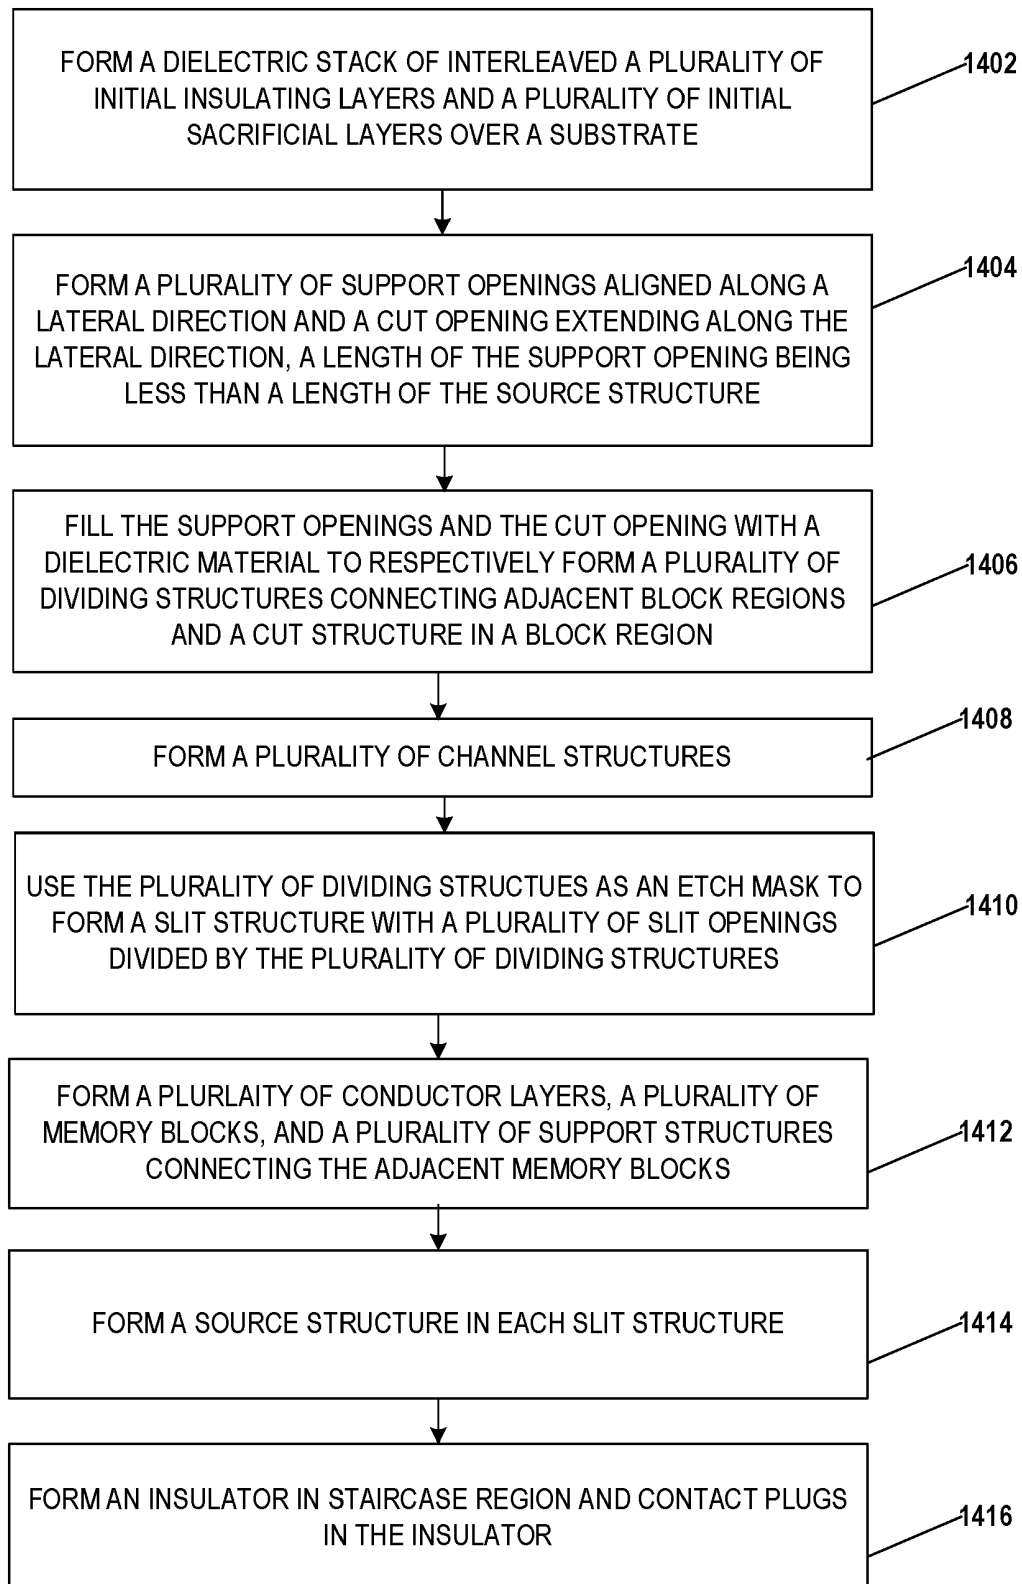 FORM A DIELECTRIC STACK OF INTERLEAVED A PLURALITY OF
INITIAL INSULATING LAYERS AND A PLURALITY OF INITIAL
SACRIFICIAL LAYERS OVER A SUBSTRATE
1402
FORM A PLURALITY OF SUPPORT OPENINGS ALIGNED ALONG A
LATERAL DIRECTION AND A CUT OPENING EXTENDING ALONG THE
LATERAL DIRECTION, A LENGTH OF THE SUPPORT OPENING BEING
LESS THAN A LENGTH OF THE SOURCE STRUCTURE
1404
FILL THE SUPPORT OPENINGS AND THE CUT OPENING WITH A
DIELECTRIC MATERIAL TO RESPECTIVELY FORM A PLURALITY OF
DIVIDING STRUCTURES CONNECTING ADJACENT BLOCK REGIONS
AND A CUT STRUCTURE IN A BLOCK REGION
1406
FORM A PLURALITY OF CHANNEL STRUCTURES
1408
USE THE PLURALITY OF DIVIDING STRUCTUES AS AN ETCH MASK TO
FORM A SLIT STRUCTURE WITH A PLURALITY OF SLIT OPENINGS
DIVIDED BY THE PLURALITY OF DIVIDING STRUCTURES
1410
FORM A PLURLAITY OF CONDUCTOR LAYERS, A PLURALITY OF
MEMORY BLOCKS, AND A PLURALITY OF SUPPORT STRUCTURES
CONNECTING THE ADJACENT MEMORY BLOCKS
1412
FORM A SOURCE STRUCTURE IN EACH SLIT STRUCTURE
1414
FORM AN INSULATOR IN STAIRCASE REGION AND CONTACT PLUGS
IN THE INSULATOR
1416